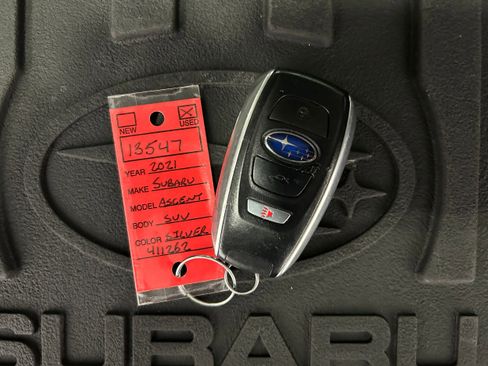 NEW USED
13547
YEAR 2021
MAKE SUBARU
MODEL ASCENT
BODY SUV
COLOR SILVER
411262
SUBARU